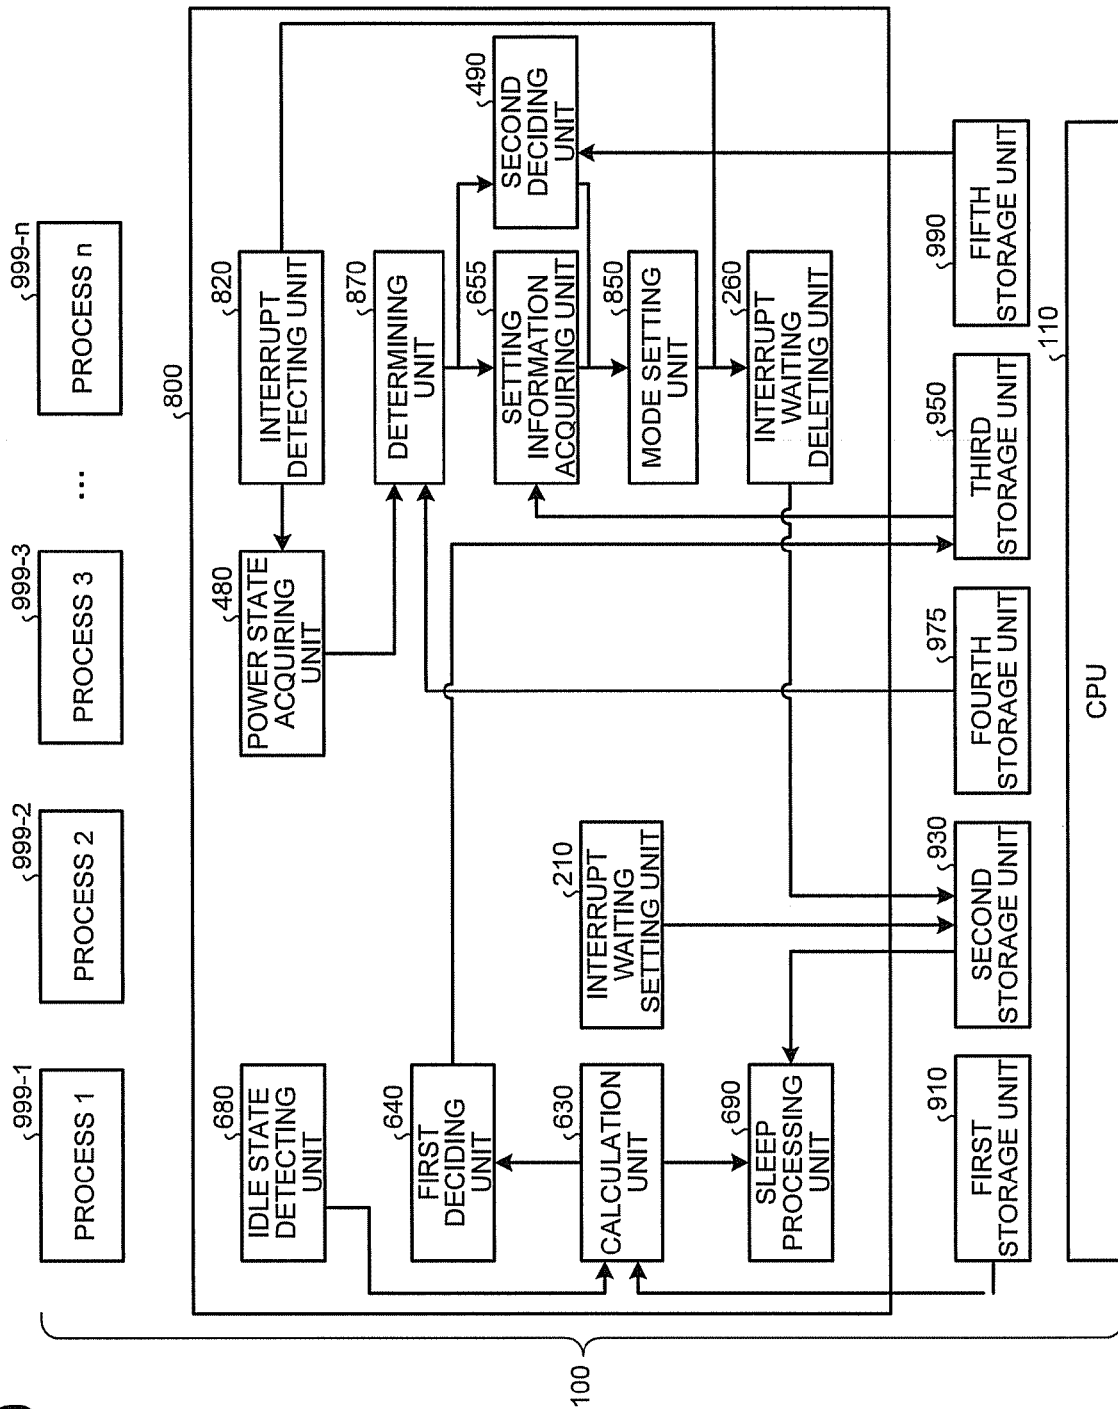 999-1
PROCESS 1
999-2
PROCESS 2
999-3
PROCESS 3
...
999-n
PROCESS n
800
680
IDLE STATE
DETECTING
UNIT
480
POWER STATE
ACQUIRING
UNIT
820
INTERRUPT
DETECTING UNIT
640
FIRST
DECIDING
UNIT
870
DETERMINING
UNIT
630
CALCULATION
UNIT
210
INTERRUPT
WAITING
SETTING UNIT
655
SETTING
INFORMATION
ACQUIRING UNIT
490
SECOND
DECIDING
UNIT
850
MODE SETTING
UNIT
690
SLEEP
PROCESSING
UNIT
260
INTERRUPT
WAITING
DELETING UNIT
910
FIRST
STORAGE UNIT
930
SECOND
STORAGE UNIT
975
FOURTH
STORAGE UNIT
950
THIRD
STORAGE UNIT
990
FIFTH
STORAGE UNIT
110
CPU
100